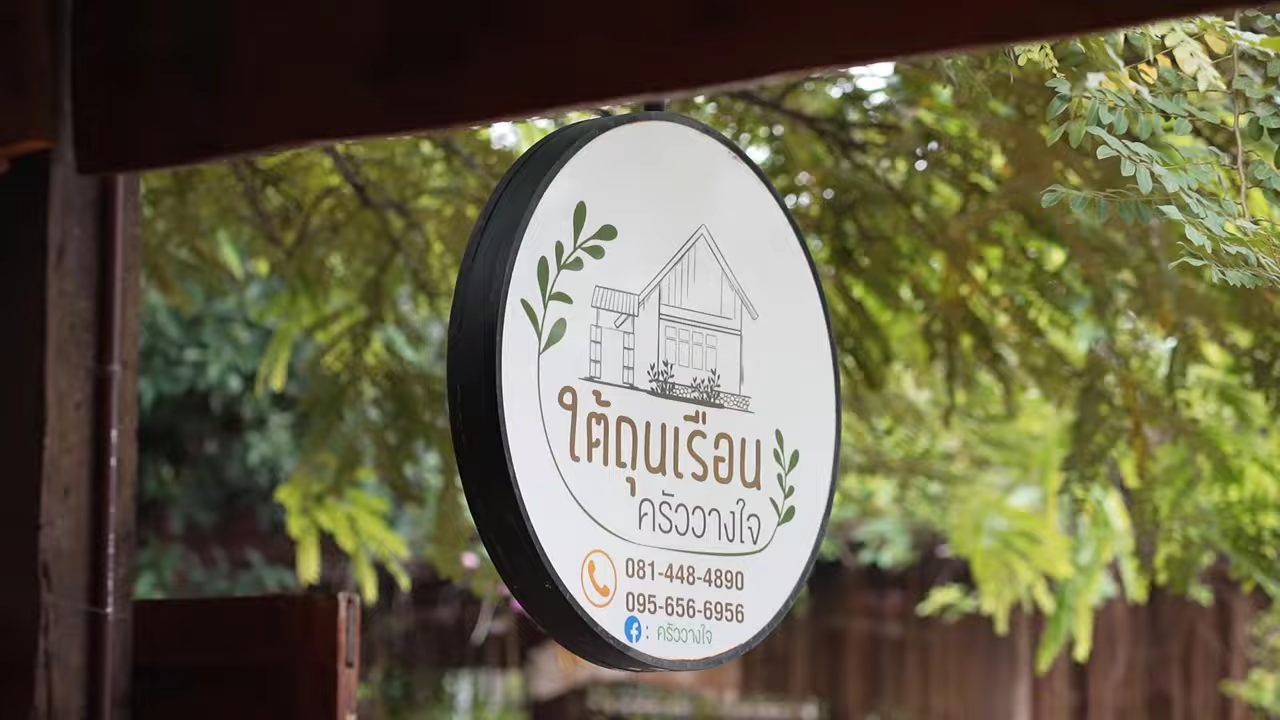 ใต้ถุนเรือน
ครัววางใจ
081-448-4890
095-656-6956
: ครัววางใจ